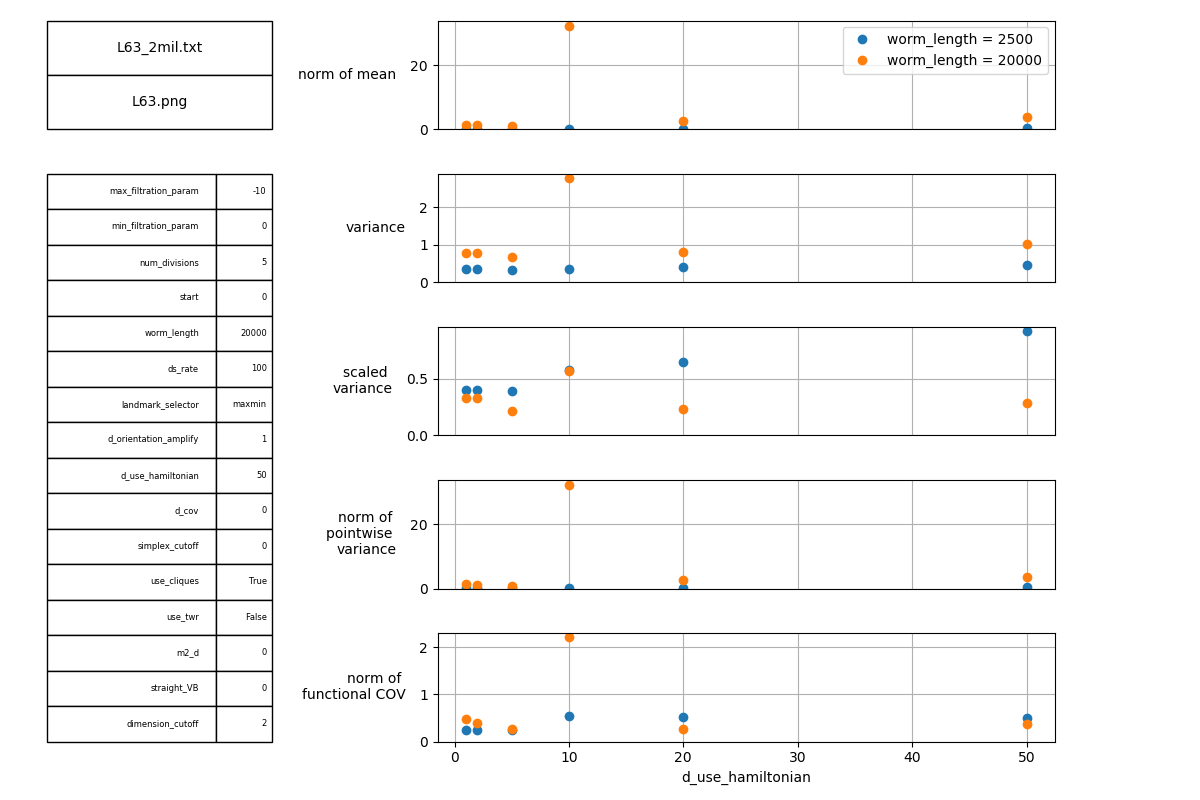 L63_2mil.txt
L63.png
max_filtration_param -10
min_filtration_param 0
num_divisions 5
start 0
worm_length 20000
ds_rate 100
landmark_selector maxmin
d_orientation_amplify 1
d_use_hamiltonian 50
d_cov 0
simplex_cutoff 0
use_cliques True
use_twr False
m2_d 0
straight_VB 0
dimension_cutoff 2
norm of mean
20
0
worm_length = 2500
worm_length = 20000
variance
2
1
0
scaled
variance
0.5
0.0
norm of
pointwise
variance
20
0
norm of
functional COV
2
1
0
0 10 20 30 40 50
d_use_hamiltonian